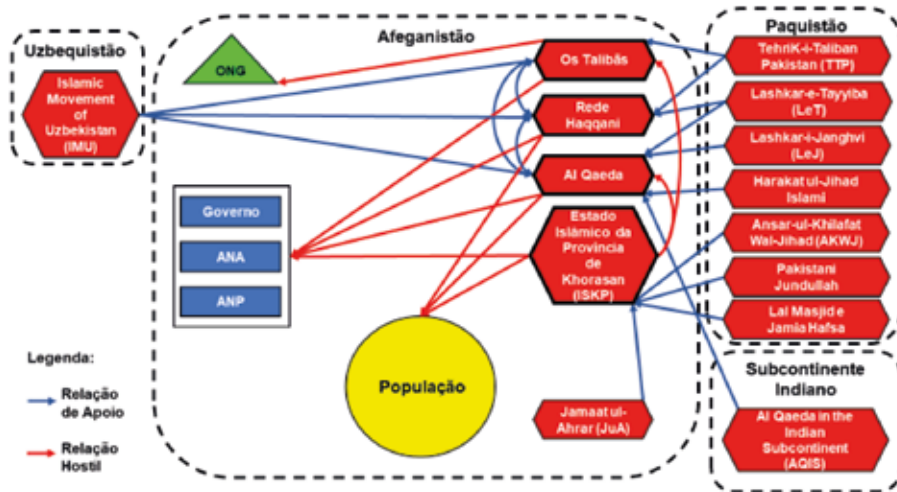 Uzbequistão
Islamic
Movement
of
Uzbekistan
(IMU)
Afeganistão
ONG
Os Talibãs
Rede
Haqqani
Al Qaeda
Estado
Islâmico da
Província
de
Khorasan
(ISKP)
Governo
ANA
ANP
População
Jamaat ul-
Ahrar (JuA)
Legenda:
Relação
de Apoio
Relação
Hostil
Paquistão
TehriK-i-Taliban
Pakistan (TTP)
Lashkar-e-Tayyiba
(LeT)
Lashkar-i-Janghvi
(LeJ)
Harakat ul-Jihad
Islami
Ansar-ul-Khilafat
Wal-Jihad (AKWJ)
Pakistani
Jundullah
Lal Masjid e
Jamia Hafsa
Subcontinente
Indiano
Al Qaeda in the
Indian
Subcontinent
(AQIS)